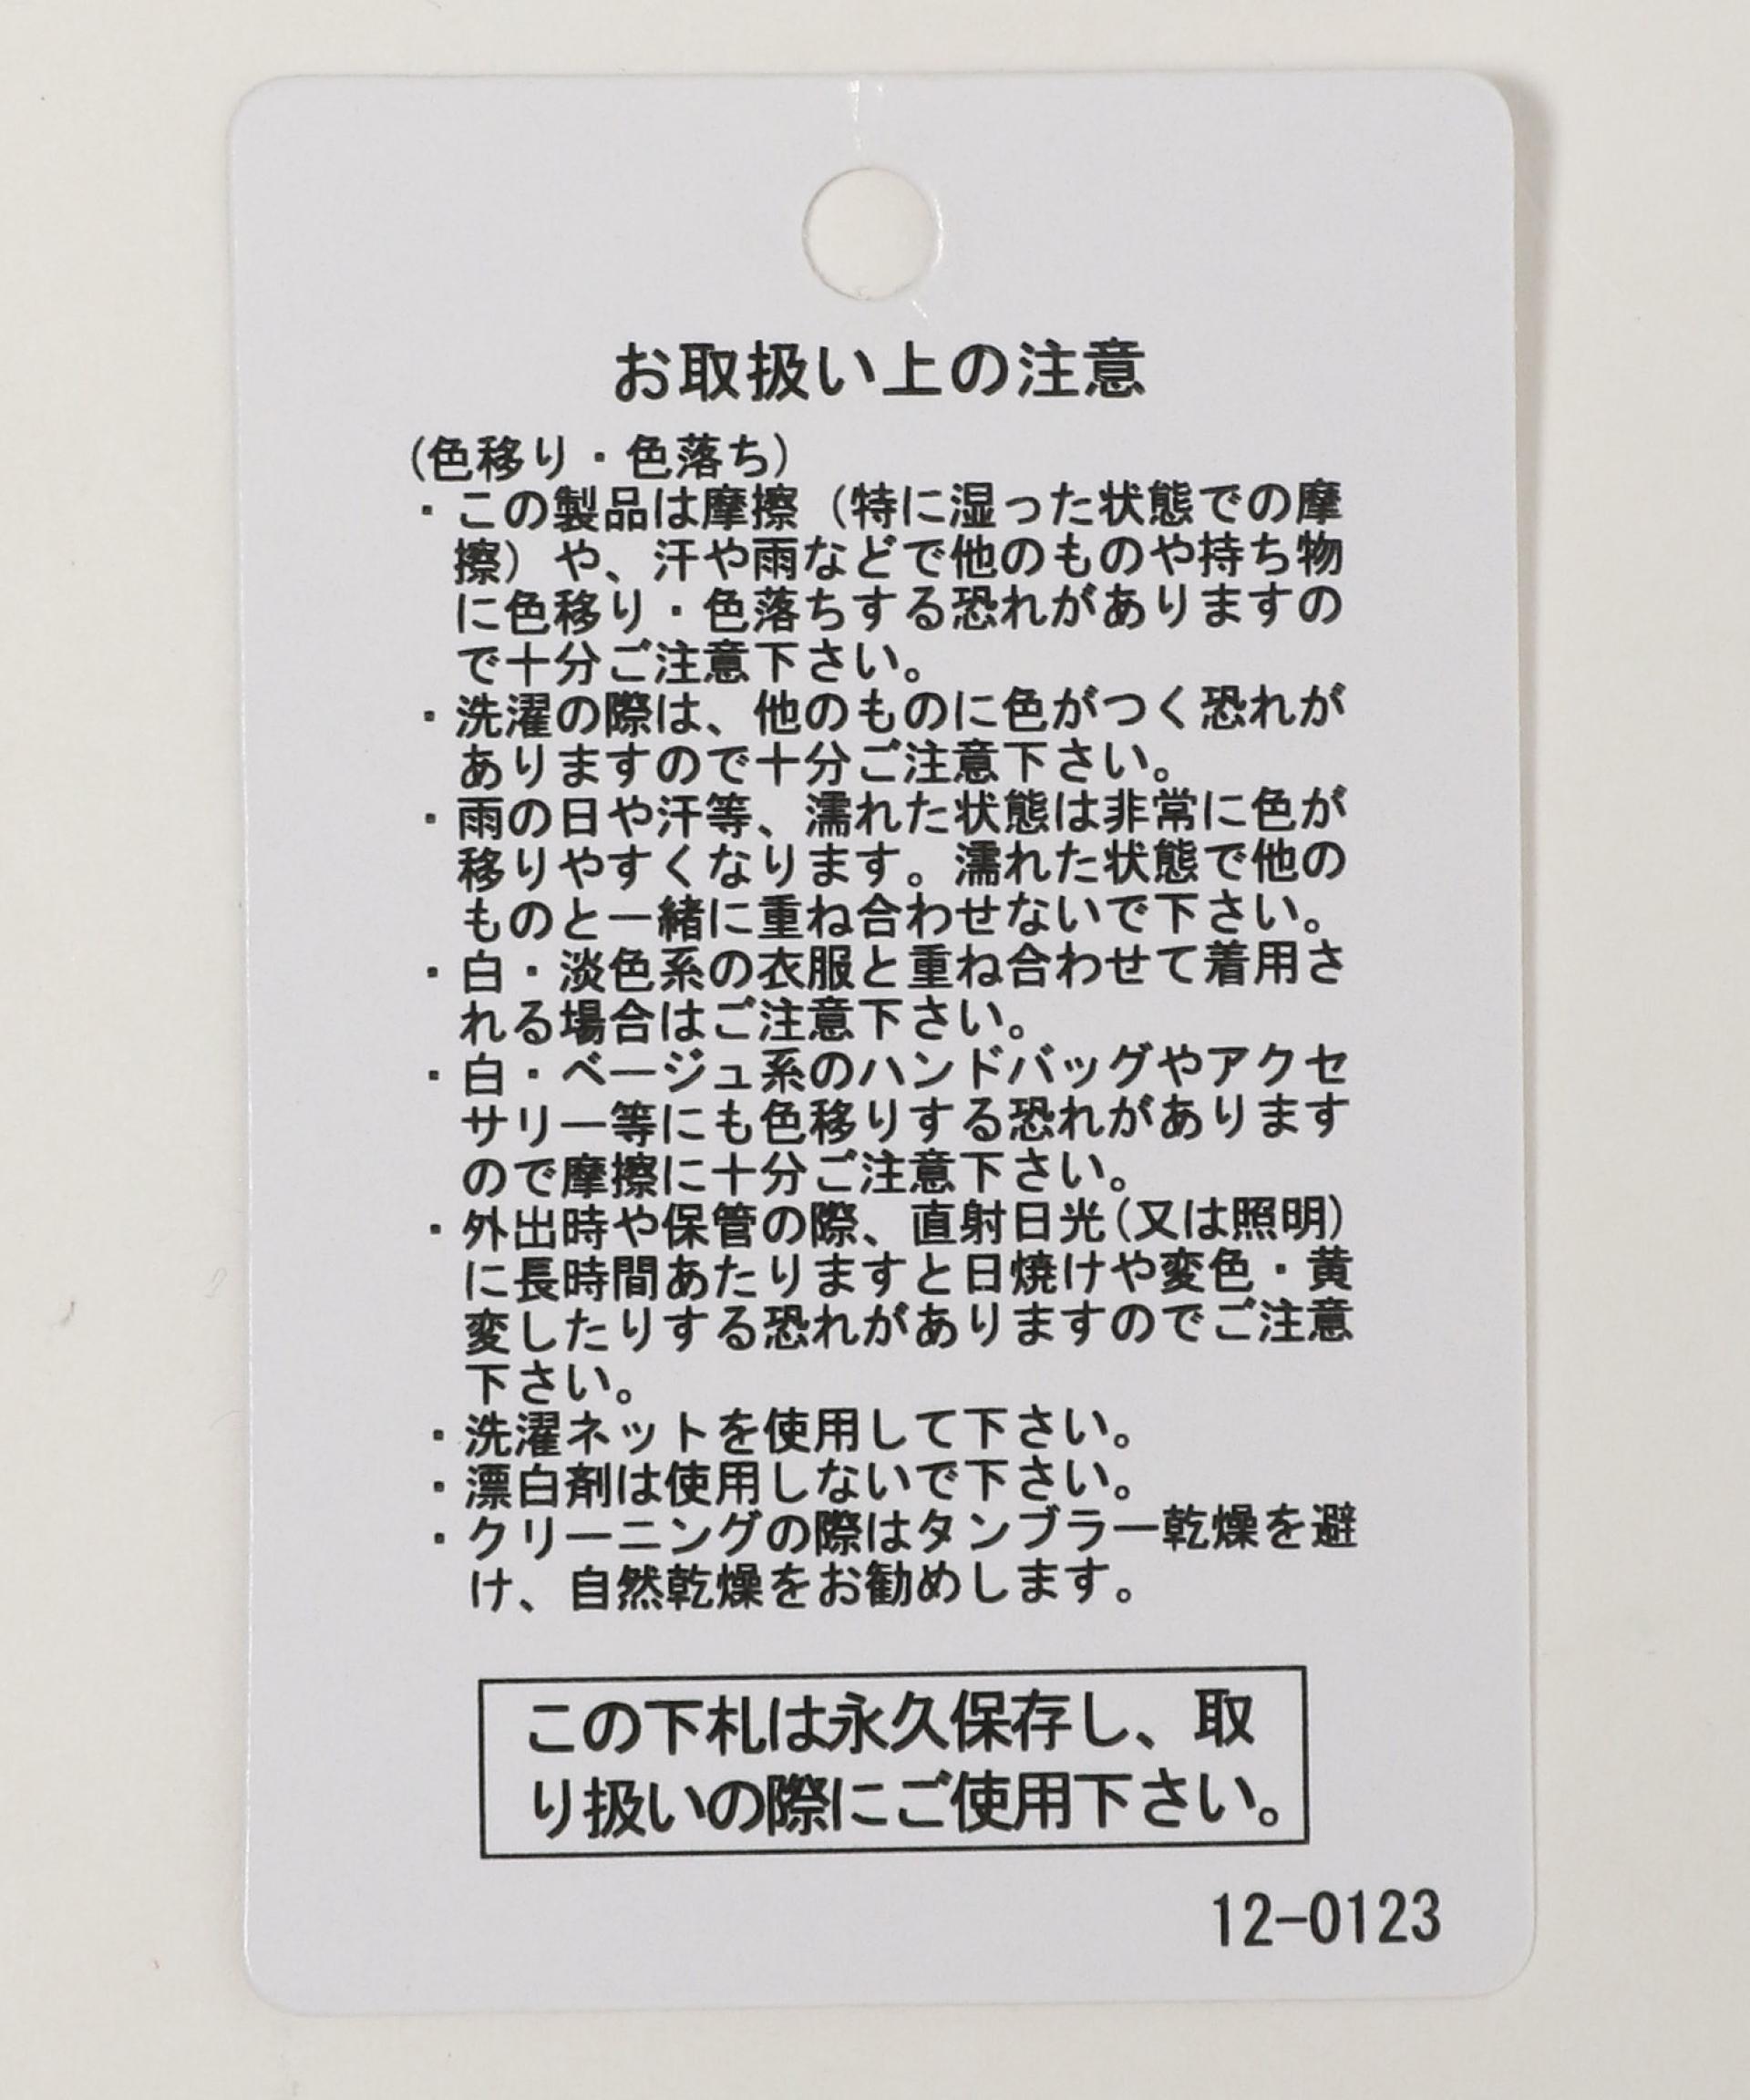 お取扱い上の注意
(色移り・色落ち)
・この製品は摩擦（特に湿った状態での摩
擦）や、汗や雨などで他のものや持ち物
に色移り・色落ちする恐れがありますの
で十分ご注意下さい。
・洗濯の際は、他のものに色がつく恐れが
ありますので十分ご注意下さい。
・雨の日や汗等、濡れた状態は非常に色が
移りやすくなります。濡れた状態で他の
ものと一緒に重ね合わせないで下さい。
・白・淡色系の衣服と重ね合わせて着用さ
れる場合はご注意下さい。
・白・ベージュ系のハンドバッグやアクセ
サリー等にも色移りする恐れがあります
ので摩擦に十分ご注意下さい。
・外出時や保管の際、直射日光(又は照明)
に長時間あたりますと日焼けや変色・黄
変したりする恐れがありますのでご注意
下さい。
・洗濯ネットを使用して下さい。
・漂白剤は使用しないで下さい。
・クリーニングの際はタンブラー乾燥を避
け、自然乾燥をお勧めします。
この下札は永久保存し、取
り扱いの際にご使用下さい。
12-0123